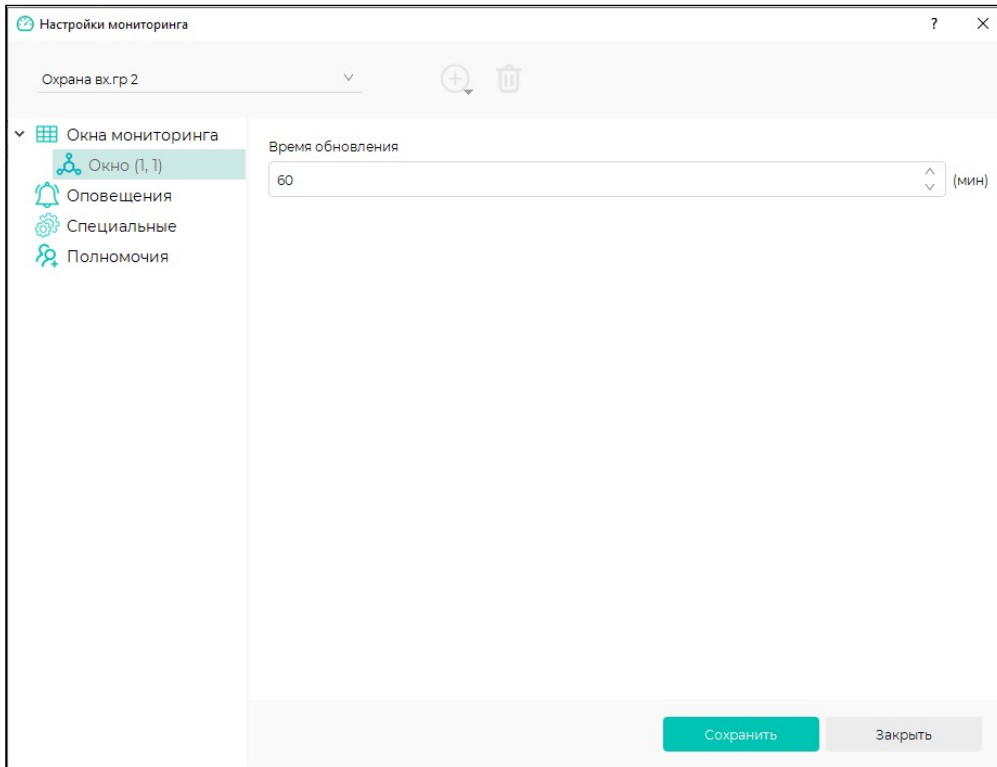 Настройки мониторинга
?
Охрана вх.гр 2
Окна мониторинга
Окно (1, 1)
Оповещения
Специальные
Полномочия
Время обновления
60
(мин)
Сохранить
Закрыть